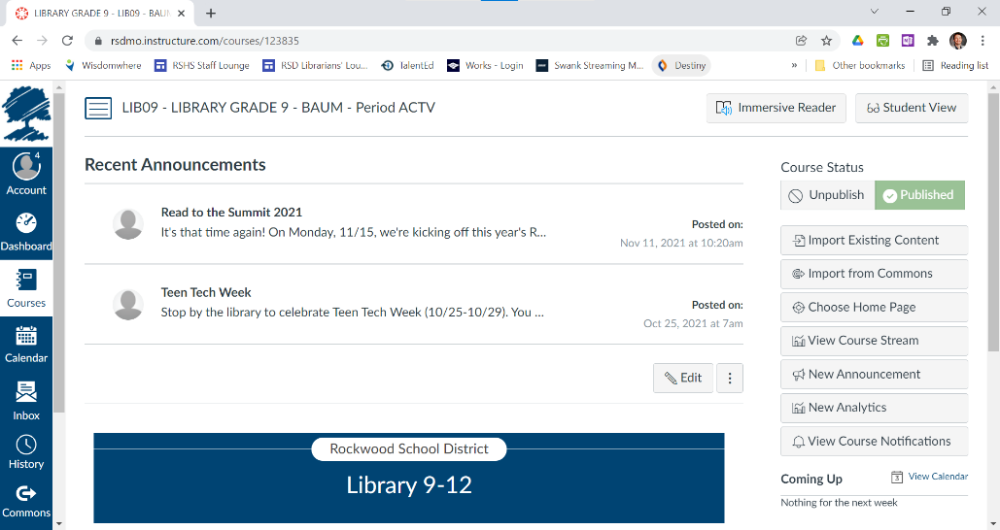 LIBRARY GRADE 9 - LIB09 - BAUM
rsdmo.instructure.com/courses/123835
Apps Wisdomwhere RSHS Staff Lounge RSD Librarians' Lou... TalentEd Works - Login Swank Streaming M... Destiny » Other bookmarks Reading list
LIB09 - LIBRARY GRADE 9 - BAUM - Period ACTV
Immersive Reader
Student View
4
Account
Dashboard
Courses
Calendar
Inbox
History
Commons
Recent Announcements
Read to the Summit 2021
It's that time again! On Monday, 11/15, we're kicking off this year's R...
Posted on:
Nov 11, 2021 at 10:20am
Teen Tech Week
Stop by the library to celebrate Teen Tech Week (10/25-10/29). You ...
Posted on:
Oct 25, 2021 at 7am
Edit
Rockwood School District
Library 9-12
Course Status
Unpublish Published
Import Existing Content
Import from Commons
Choose Home Page
View Course Stream
New Announcement
New Analytics
View Course Notifications
Coming Up
View Calendar
Nothing for the next week